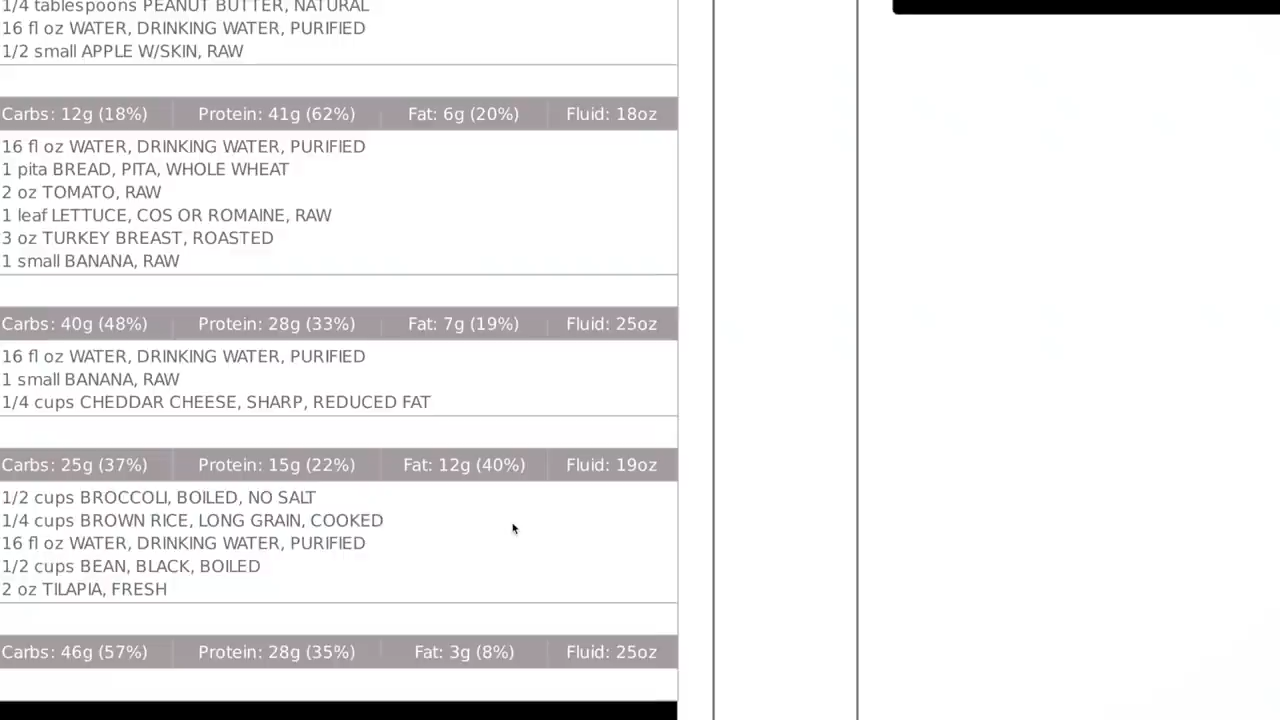 1/4 tablespoons PEANUT BUTTER, NATURAL
16 fl oz WATER, DRINKING WATER, PURIFIED
1/2 small APPLE W/SKIN, RAW
Carbs: 12g (18%) Protein: 41g (62%) Fat: 6g (20%) Fluid: 18oz
16 fl oz WATER, DRINKING WATER, PURIFIED
1 pita BREAD, PITA, WHOLE WHEAT
2 oz TOMATO, RAW
1 leaf LETTUCE, COS OR ROMAINE, RAW
3 oz TURKEY BREAST, ROASTED
1 small BANANA, RAW
Carbs: 40g (48%) Protein: 28g (33%) Fat: 7g (19%) Fluid: 25oz
16 fl oz WATER, DRINKING WATER, PURIFIED
1 small BANANA, RAW
1/4 cups CHEDDAR CHEESE, SHARP, REDUCED FAT
Carbs: 25g (37%) Protein: 15g (22%) Fat: 12g (40%) Fluid: 19oz
1/2 cups BROCCOLI, BOILED, NO SALT
1/4 cups BROWN RICE, LONG GRAIN, COOKED
16 fl oz WATER, DRINKING WATER, PURIFIED
1/2 cups BEAN, BLACK, BOILED
2 oz TILAPIA, FRESH
Carbs: 46g (57%) Protein: 28g (35%) Fat: 3g (8%) Fluid: 25oz